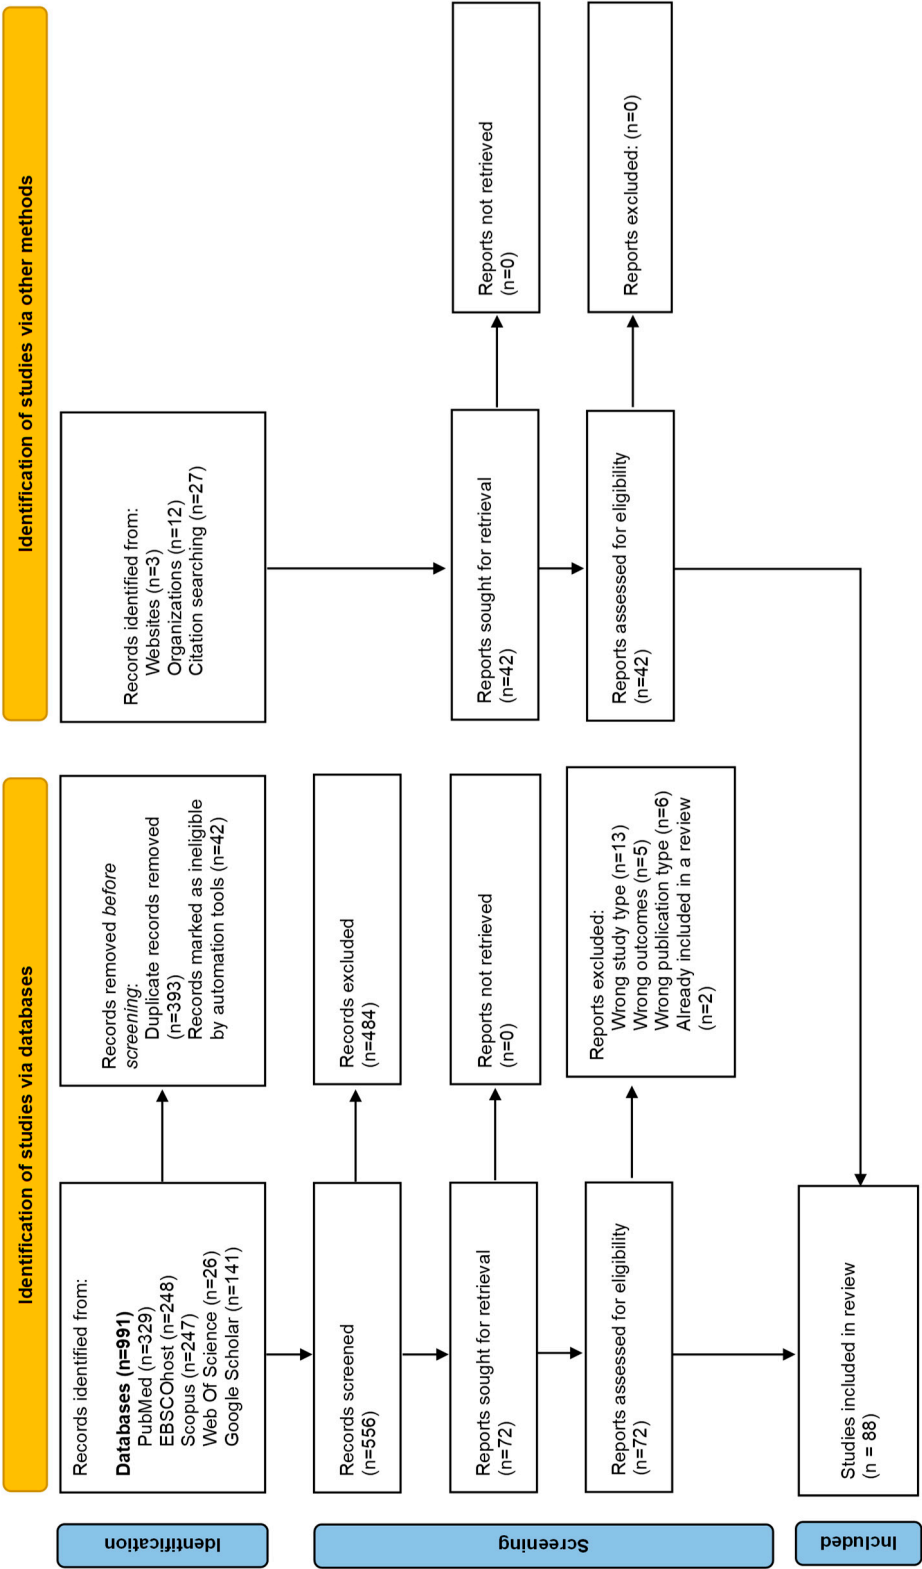 Identification of studies via databases
Identification of studies via other methods
Identification
Records identified from:
Databases (n=991)
PubMed (n=329)
EBSCOhost (n=248)
Scopus (n=247)
Web Of Science (n=26)
Google Scholar (n=141)
Records removed before
screening:
Duplicate records removed
(n=393)
Records marked as ineligible
by automation tools (n=42)
Records identified from:
Websites (n=3)
Organizations (n=12)
Citation searching (n=27)
Screening
Records screened
(n=556)
Records excluded
(n=484)
Reports sought for retrieval
(n=72)
Reports not retrieved
(n=0)
Reports sought for retrieval
(n=42)
Reports not retrieved
(n=0)
Reports assessed for eligibility
(n=72)
Reports excluded:
Wrong study type (n=13)
Wrong outcomes (n=5)
Wrong publication type (n=6)
Already included in a review
(n=2)
Reports assessed for eligibility
(n=42)
Reports excluded: (n=0)
Included
Studies included in review
(n = 88)